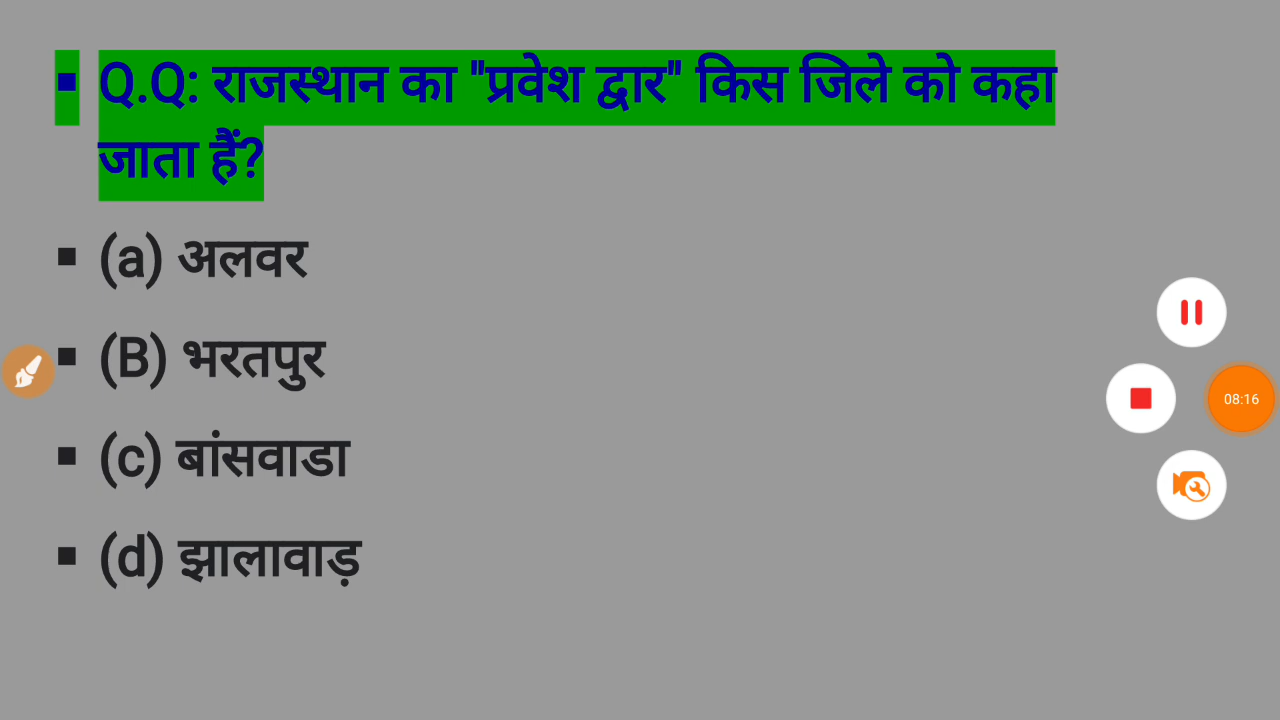 ▪ Q.Q: राजस्थान का "प्रवेश द्वार" किस जिले को कहा
जाता हैं?
▪ (a) अलवर
▪ (B) भरतपुर
▪ (c) बांसवाडा
▪ (d) झालावाड़
08:16